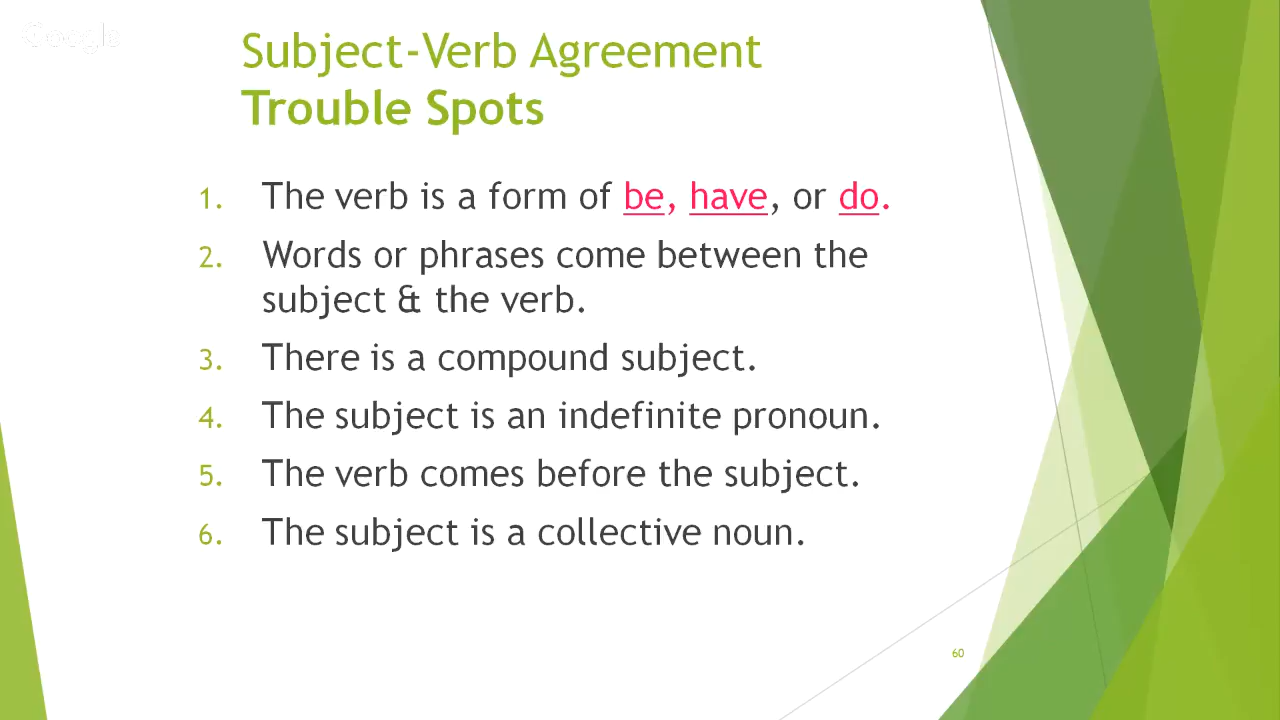 Subject-Verb Agreement
Trouble Spots
1. The verb is a form of be, have, or do.
2. Words or phrases come between the
subject & the verb.
3. There is a compound subject.
4. The subject is an indefinite pronoun.
5. The verb comes before the subject.
6. The subject is a collective noun.
60